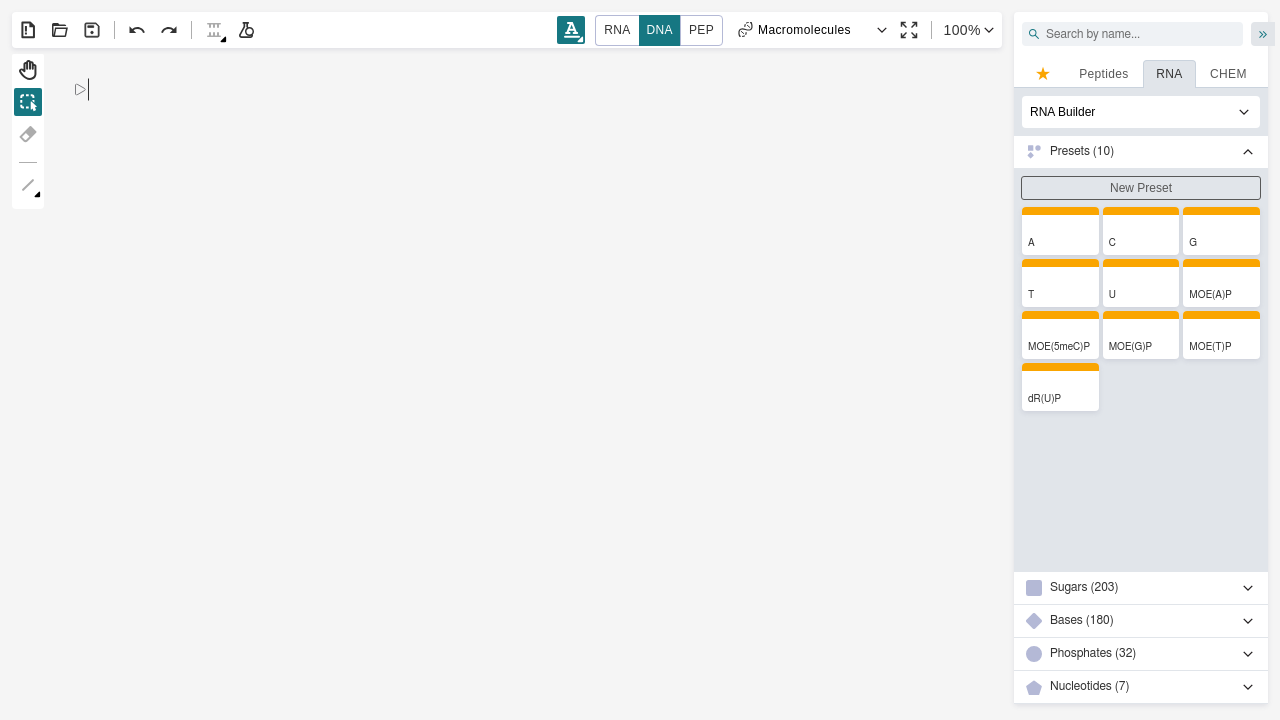 RNA DNA PEP Macromolecules 100%
Search by name...
Peptides RNA CHEM
RNA Builder
Presets (10)
New Preset
A C G
T U MOE(A)P
MOE(5meC)P MOE(G)P MOE(T)P
dR(U)P
Sugars (203)
Bases (180)
Phosphates (32)
Nucleotides (7)